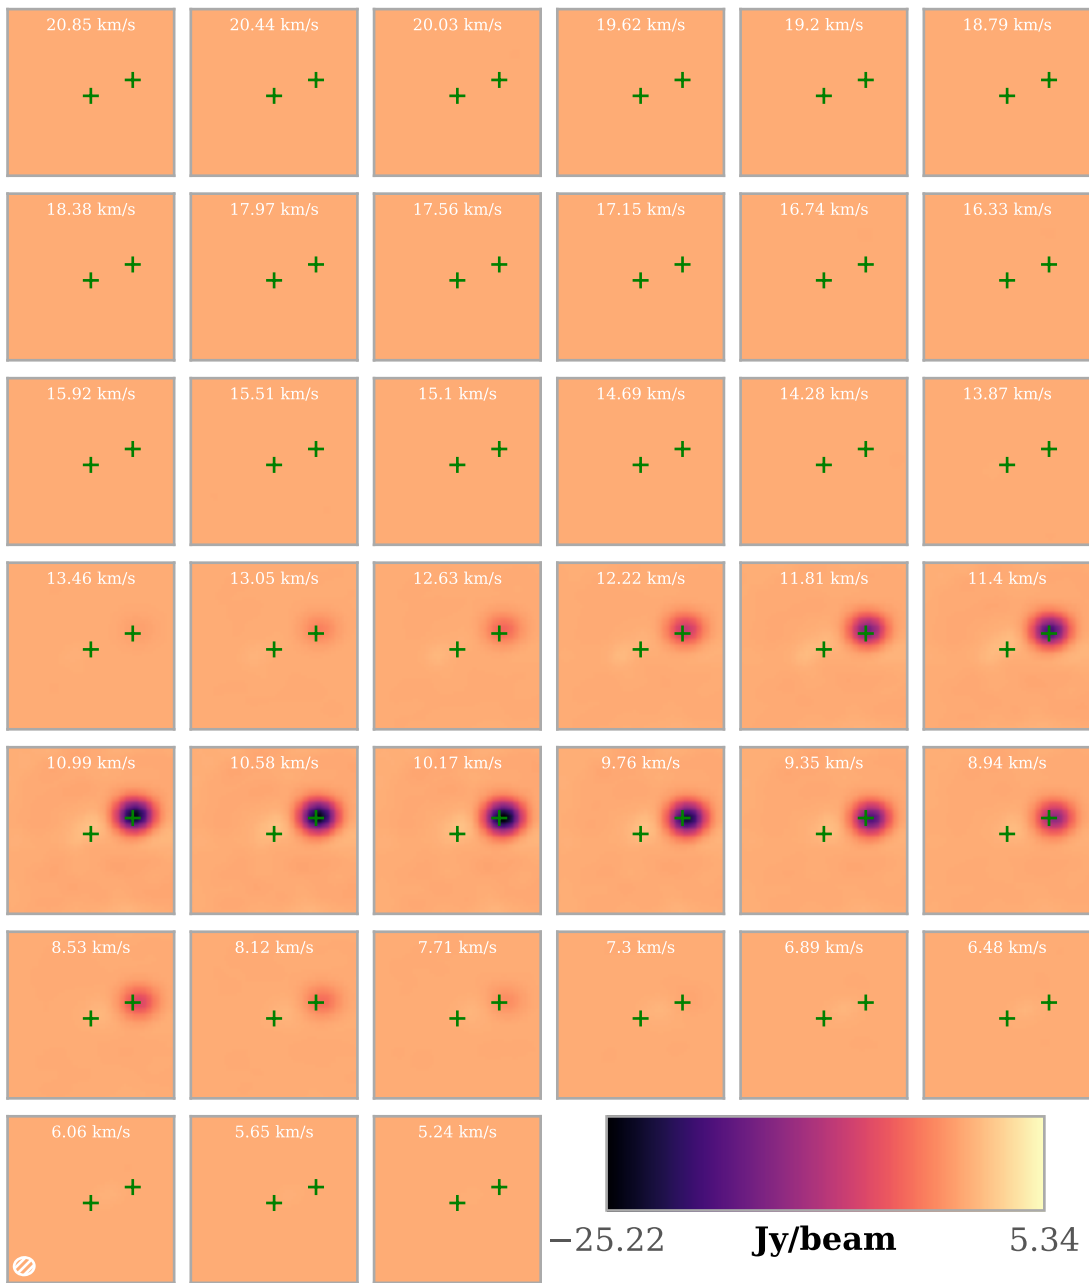 20.85 km/s 20.44 km/s 20.03 km/s 19.62 km/s 19.2 km/s 18.79 km/s
18.38 km/s 17.97 km/s 17.56 km/s 17.15 km/s 16.74 km/s 16.33 km/s
15.92 km/s 15.51 km/s 15.1 km/s 14.69 km/s 14.28 km/s 13.87 km/s
13.46 km/s 13.05 km/s 12.63 km/s 12.22 km/s 11.81 km/s 11.4 km/s
10.99 km/s 10.58 km/s 10.17 km/s 9.76 km/s 9.35 km/s 8.94 km/s
8.53 km/s 8.12 km/s 7.71 km/s 7.3 km/s 6.89 km/s 6.48 km/s
6.06 km/s 5.65 km/s 5.24 km/s
−25.22 Jy/beam 5.34